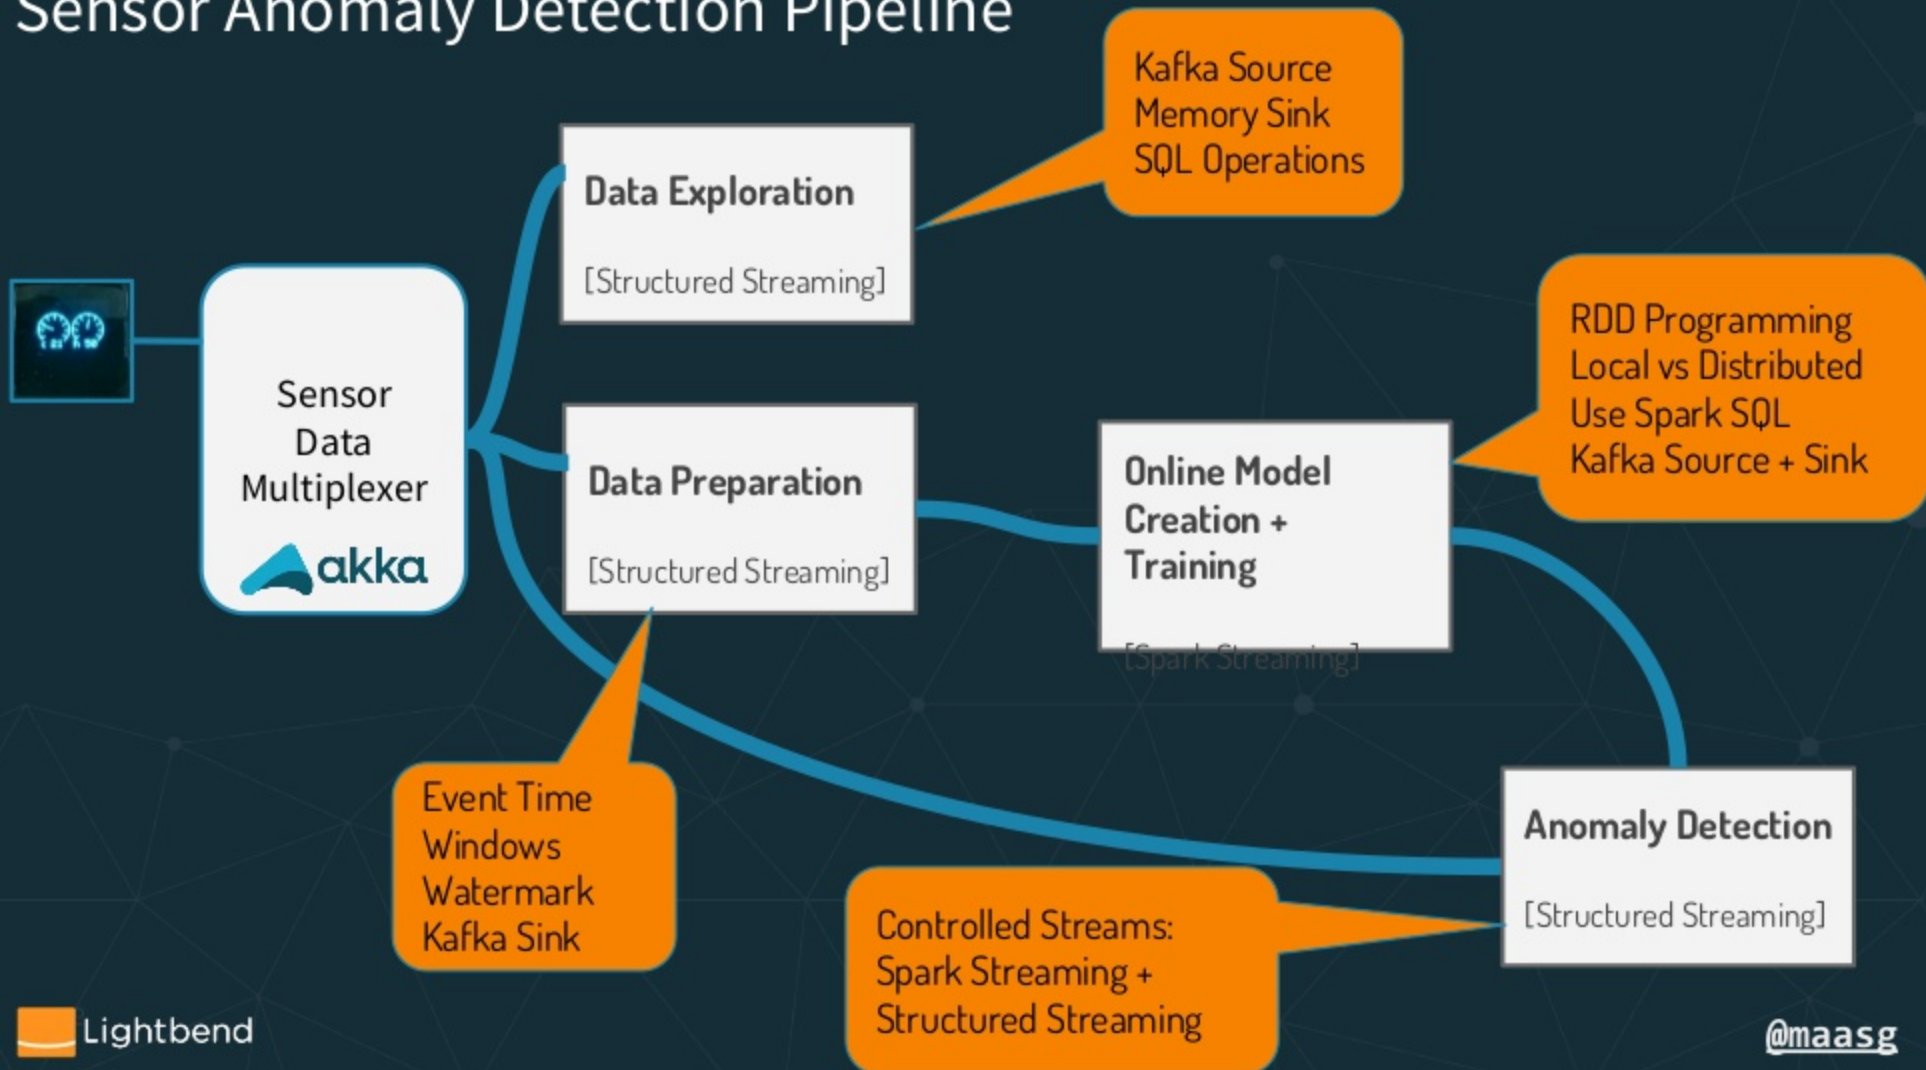 Sensor Anomaly Detection Pipeline
Kafka Source
Memory Sink
SQL Operations
Data Exploration
[Structured Streaming]
Sensor
Data
Multiplexer
akka
Data Preparation
[Structured Streaming]
Online Model
Creation +
Training
[Spark Streaming]
RDD Programming
Local vs Distributed
Use Spark SQL
Kafka Source + Sink
Event Time
Windows
Watermark
Kafka Sink
Controlled Streams:
Spark Streaming +
Structured Streaming
Anomaly Detection
[Structured Streaming]
Lightbend
@maasg